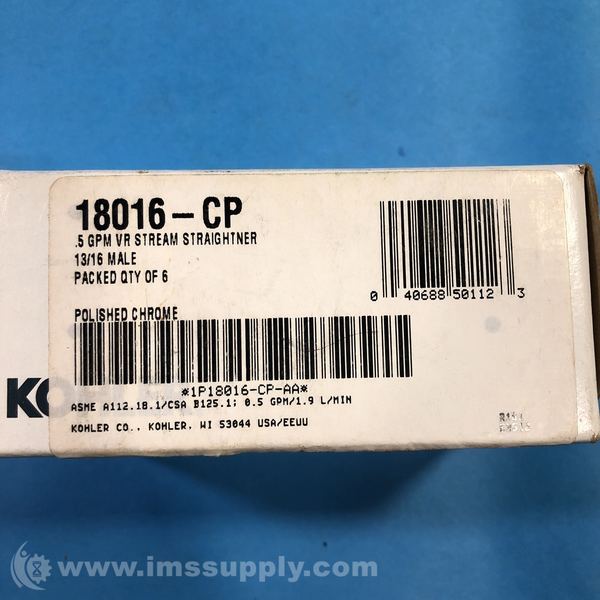 18016-CP
.5 GPM VR STREAM STRAIGHTNER
13/16 MALE
PACKED QTY OF 6
POLISHED CHROME
0 40688 50112 3
*1P18016-CP-AA*
KO
ASME A112.18.1/CSA B125.1; 0.5 GPM/1.9 L/MIN
KOHLER CO., KOHLER, WI 53044 USA/EEUU
www.imssupply.com